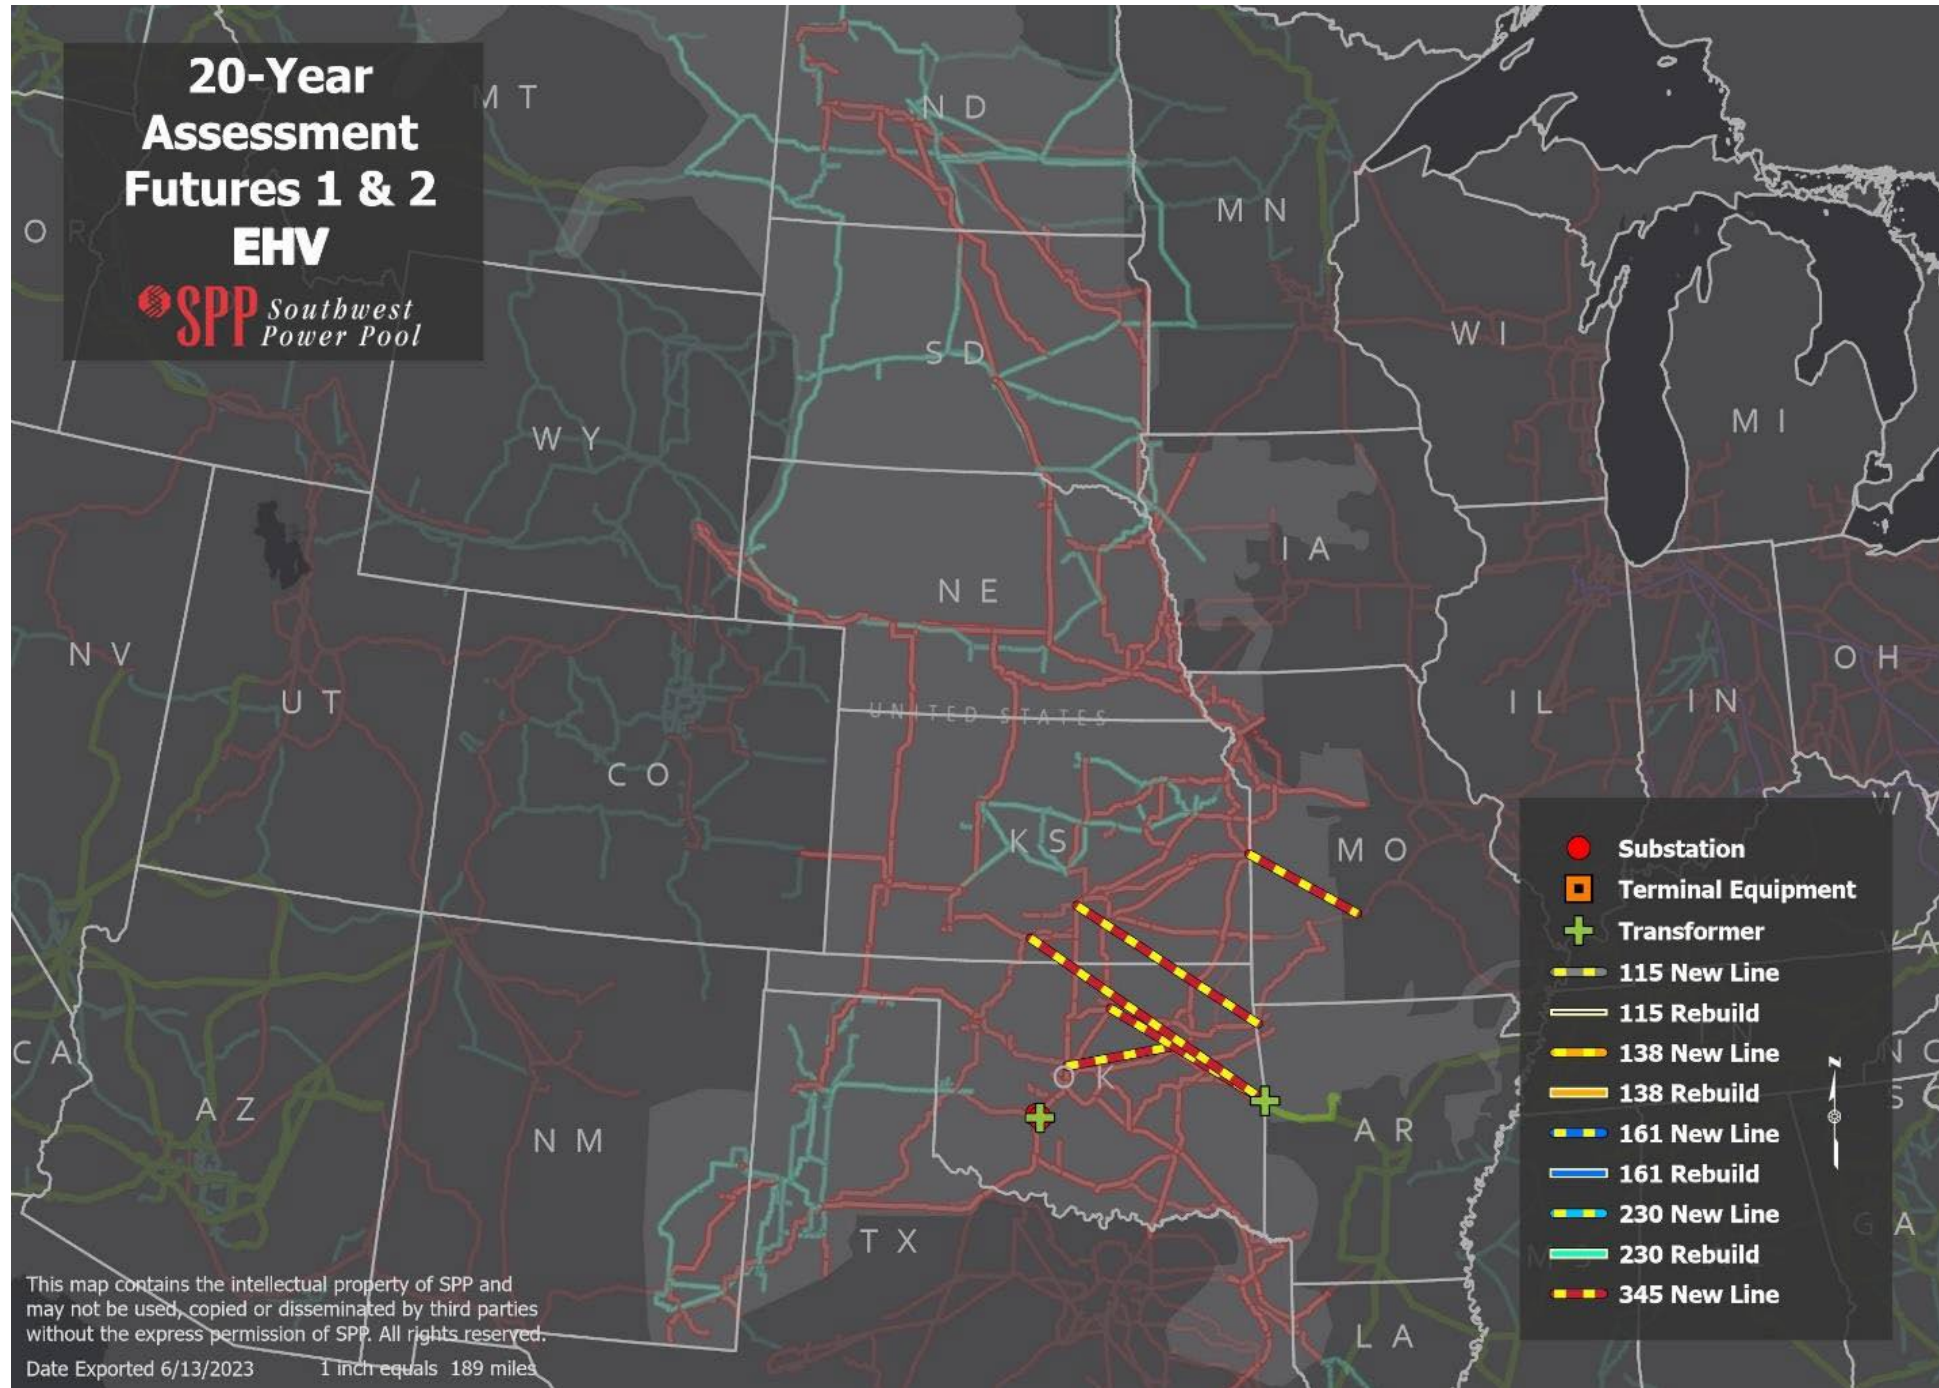 20-Year
Assessment
Futures 1 & 2
EHV
SPP Southwest
Power Pool
M T
N D
M N
O R
S D
W I
M I
W Y
I A
N E
N V
U T
O H
I L
I N
UNITED STATES
C O
K S
M O
W V
C A
O K
A Z
N M
A R
T X
M S
G A
L A
N C
S C
V A
Substation
Terminal Equipment
Transformer
115 New Line
115 Rebuild
138 New Line
138 Rebuild
161 New Line
161 Rebuild
230 New Line
230 Rebuild
345 New Line
N
This map contains the intellectual property of SPP and
may not be used, copied or disseminated by third parties
without the express permission of SPP. All rights reserved.
Date Exported 6/13/2023
1 inch equals 189 miles